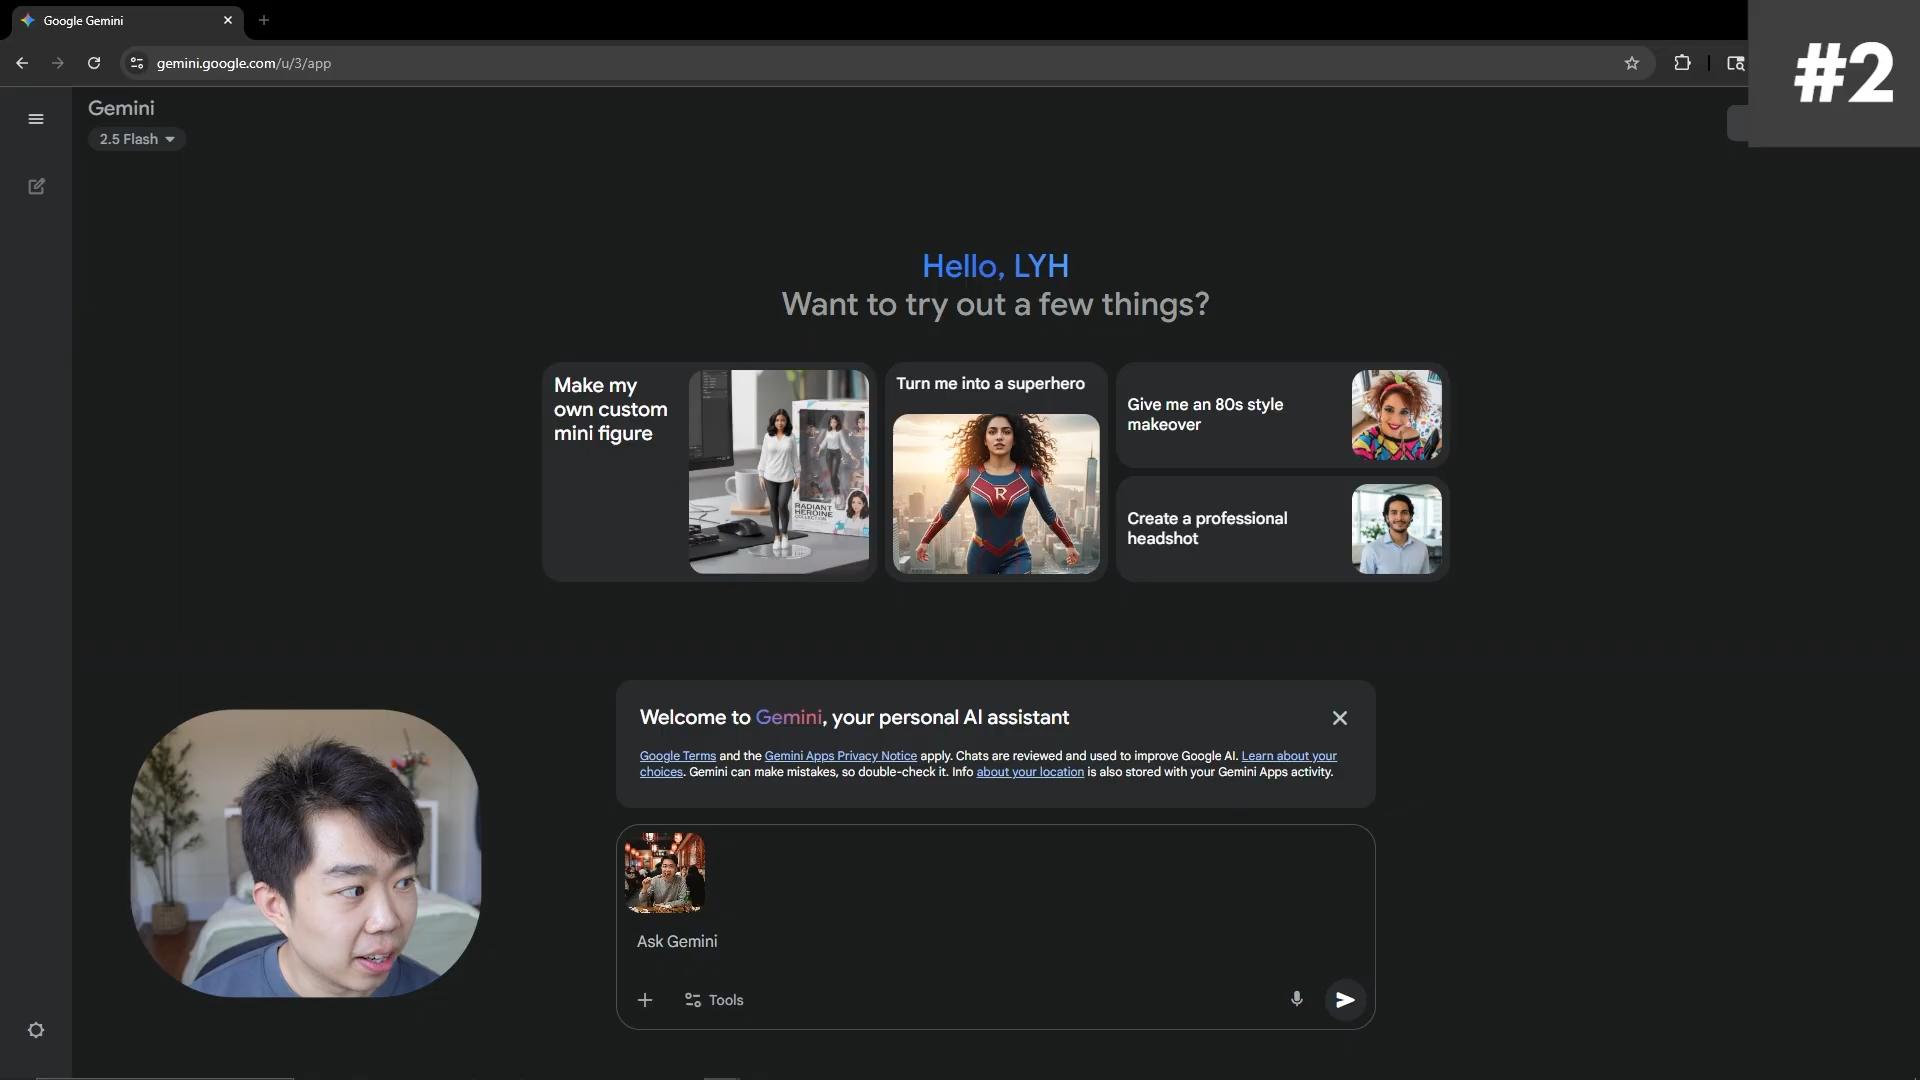 Google Gemini
#2
gemini.google.com/u/3/app
Gemini
2.5 Flash
Hello, LYH
Want to try out a few things?
Make my
own custom
mini figure
RADIANT
HEROINE
COLLECTION
Turn me into a superhero
R
Give me an 80s style
makeover
Create a professional
headshot
Welcome to Gemini, your personal AI assistant
Google Terms and the Gemini Apps Privacy Notice apply. Chats are reviewed and used to improve Google AI. Learn about your
choices. Gemini can make mistakes, so double-check it. Info about your location is also stored with your Gemini Apps activity.
Ask Gemini
Tools